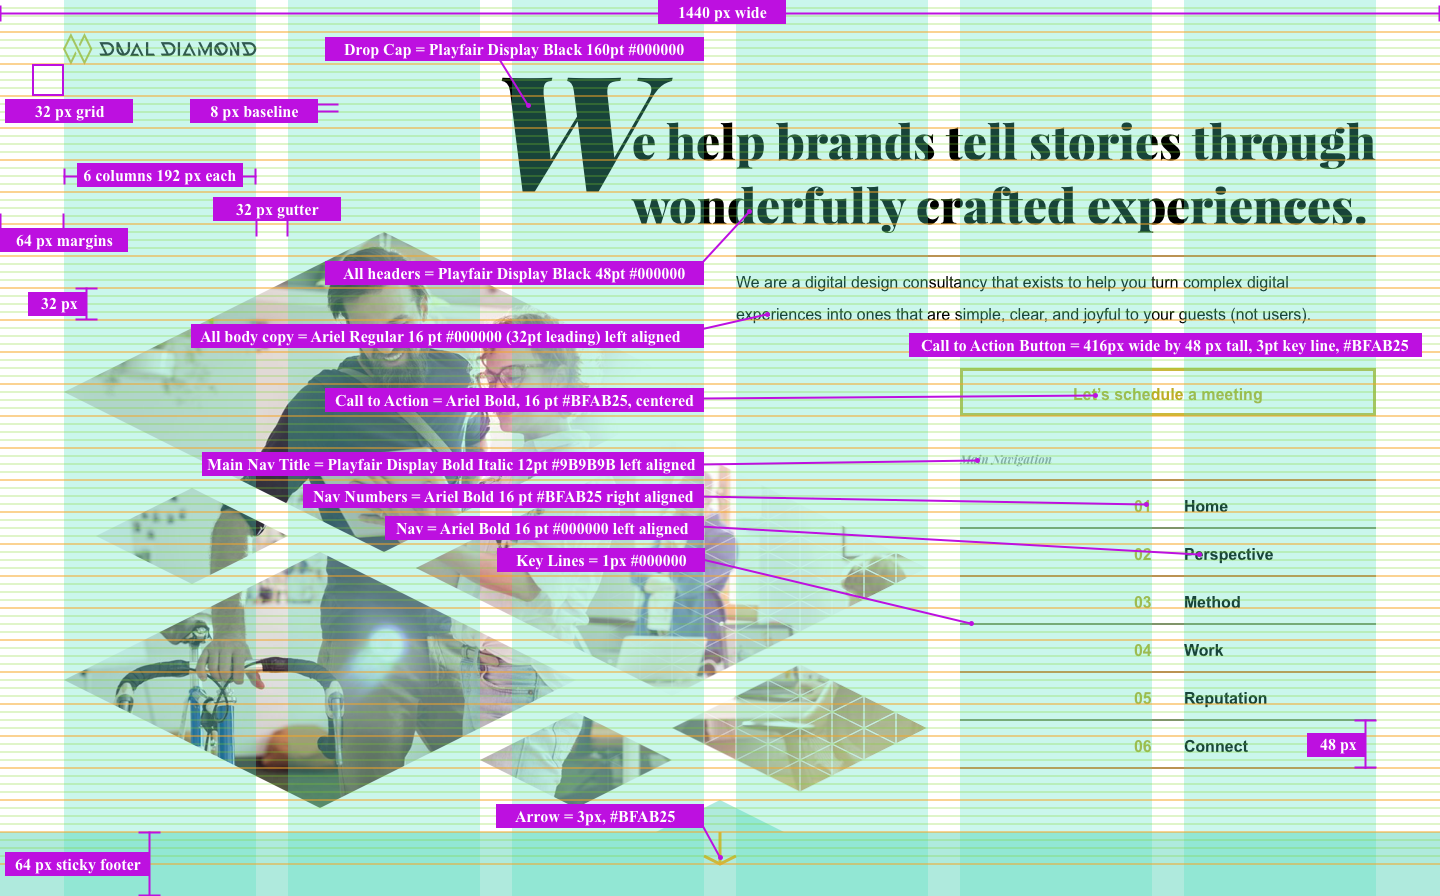 1440 px wide
DUAL DIAMOND
Drop Cap = Playfair Display Black 160pt #000000
32 px grid
8 px baseline
We help brands tell stories through
wonderfully crafted experiences.
6 columns 192 px each
32 px gutter
64 px margins
All headers = Playfair Display Black 48pt #000000
We are a digital design consultancy that exists to help you turn complex digital
experiences into ones that are simple, clear, and joyful to your guests (not users).
32 px
All body copy = Ariel Regular 16 pt #000000 (32pt leading) left aligned
Call to Action Button = 416px wide by 48 px tall, 3pt key line, #BFAB25
Call to Action = Ariel Bold, 16 pt #BFAB25, centered
Let's schedule a meeting
Main Nav Title = Playfair Display Bold Italic 12pt #9B9B9B left aligned
Main Navigation
Nav Numbers = Ariel Bold 16 pt #BFAB25 right aligned
01 Home
Nav = Ariel Bold 16 pt #000000 left aligned
02 Perspective
Key Lines = 1px #000000
03 Method
04 Work
05 Reputation
06 Connect
48 px
Arrow = 3px, #BFAB25
64 px sticky footer